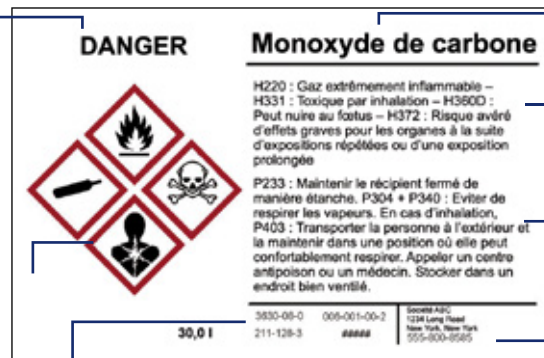 DANGER
Monoxyde de carbone
H220 : Gaz extrêmement inflammable –
H331 : Toxique par inhalation – H360D :
Peut nuire au fœtus – H372 : Risque avéré
d'effets graves pour les organes à la suite
d'expositions répétées ou d'une exposition
prolongée
P233 : Maintenir le récipient fermé de
manière étanche. P304 + P340 : Eviter de
respirer les vapeurs. En cas d'inhalation,
P403 : Transporter la personne à l'extérieur et
la maintenir dans une position où elle peut
confortablement respirer. Appeler un centre
antipoison ou un médecin. Stocker dans un
endroit bien ventilé.
30,0 l
3630-08-0 006-001-00-2
211-128-3 #####
Société ABC
1234 Long Road
New York, New York
555-800-8585